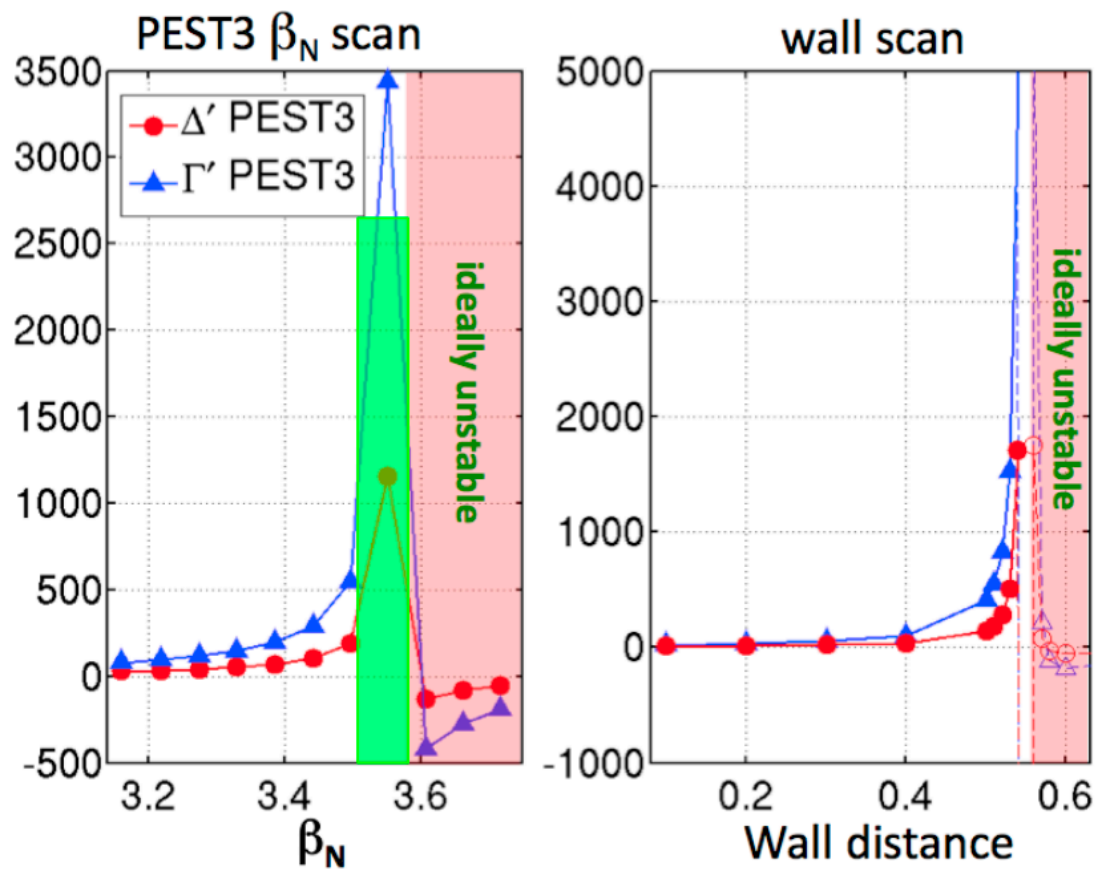 PEST3 βN scan
3500
3000
2500
2000
1500
1000
500
0
-500
Δ′ PEST3
Γ′ PEST3
ideally unstable
3.2
3.4
3.6
βN
wall scan
5000
4000
3000
2000
1000
0
-1000
ideally unstable
0.2
0.4
0.6
Wall distance